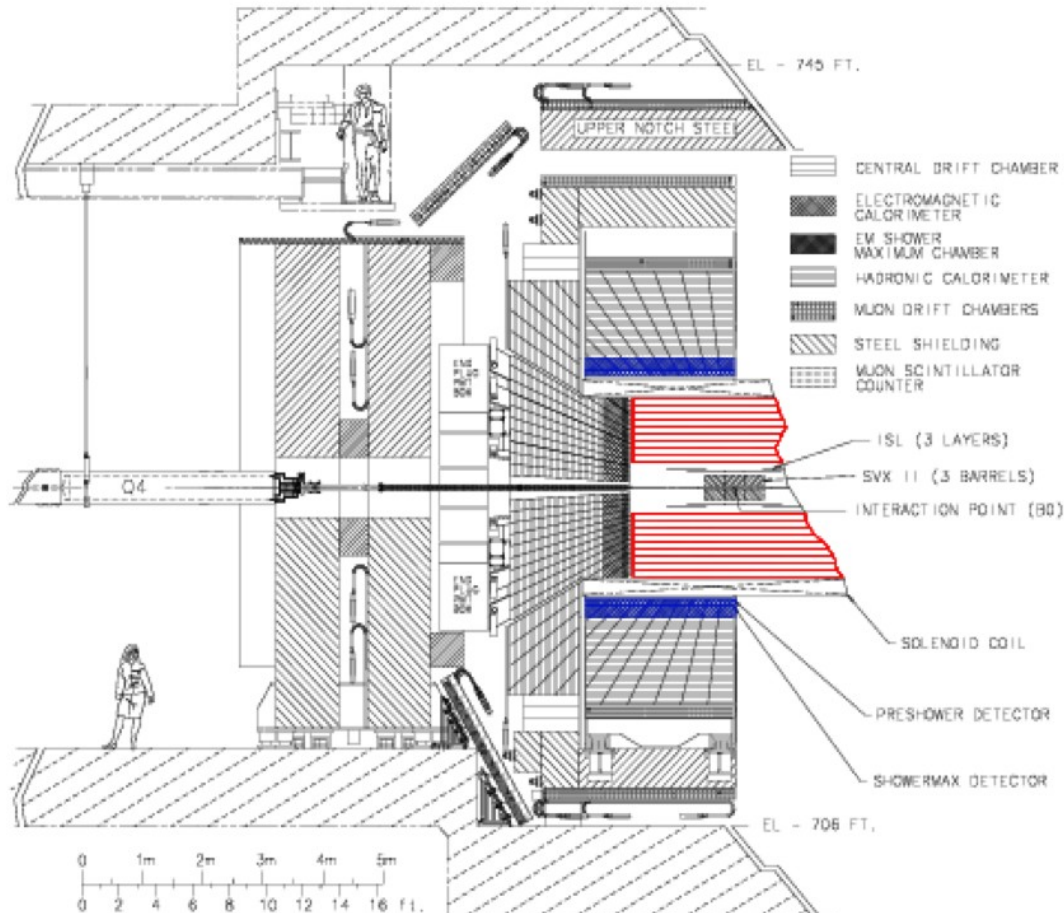 EL - 745 FT.
UPPER NOTCH STEEL
CENTRAL DRIFT CHAMBER
ELECTROMAGNETIC
CALORIMETER
EM SHOWER
MAXIMUM CHAMBER
HADRONIC CALORIMETER
MUON DRIFT CHAMBERS
STEEL SHIELDING
MUON SCINTILLATOR
COUNTER
ISL (3 LAYERS)
SVX II (3 BARRELS)
INTERACTION POINT (B0)
Q4
SOLENOID COIL
PRESHOWER DETECTOR
SHOWERMAX DETECTOR
EL - 706 FT.
0 1m 2m 3m 4m 5m
0 2 4 6 8 10 12 14 16 ft.